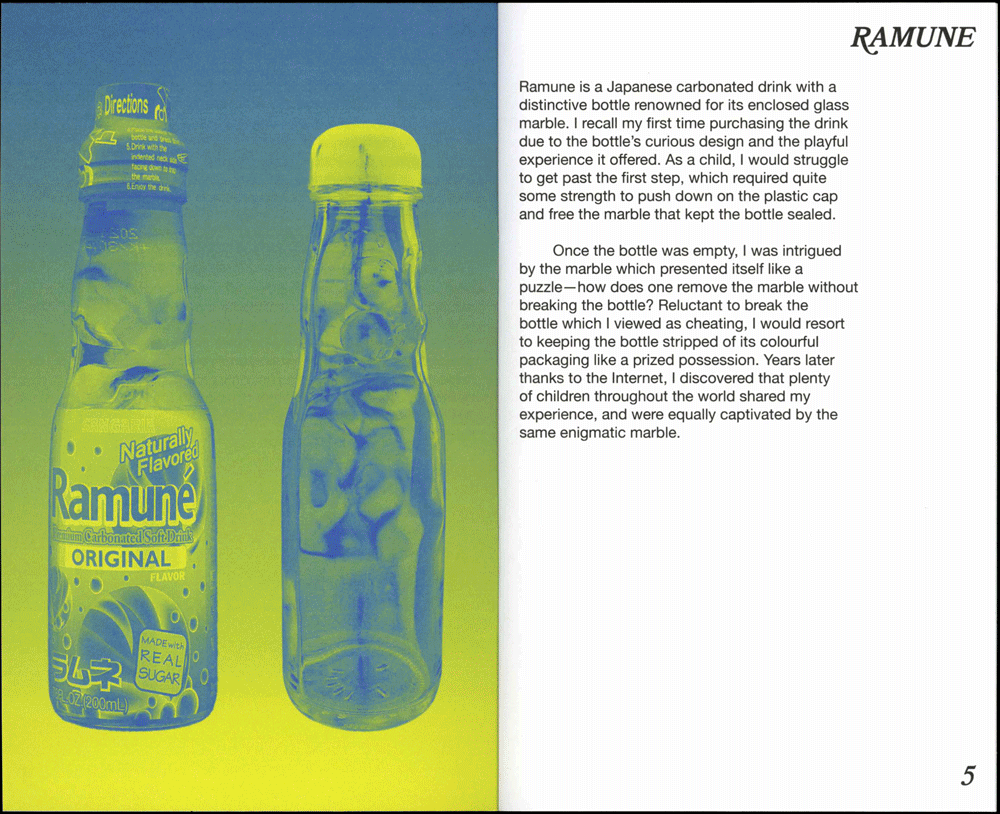 Directions
bottle and break seal
5.Drink with the
indented neck side
facing down to trap
the marble.
6.Enjoy the drink.
Naturally
Flavored
Ramuné
Carbonated Soft Drink
ORIGINAL
FLAVOR
MADE with
REAL
SUGAR
ラムネ
(200mL)
RAMUNE
Ramune is a Japanese carbonated drink with a
distinctive bottle renowned for its enclosed glass
marble. I recall my first time purchasing the drink
due to the bottle’s curious design and the playful
experience it offered. As a child, I would struggle
to get past the first step, which required quite
some strength to push down on the plastic cap
and free the marble that kept the bottle sealed.
Once the bottle was empty, I was intrigued
by the marble which presented itself like a
puzzle—how does one remove the marble without
breaking the bottle? Reluctant to break the
bottle which I viewed as cheating, I would resort
to keeping the bottle stripped of its colourful
packaging like a prized possession. Years later
thanks to the Internet, I discovered that plenty
of children throughout the world shared my
experience, and were equally captivated by the
same enigmatic marble.
5